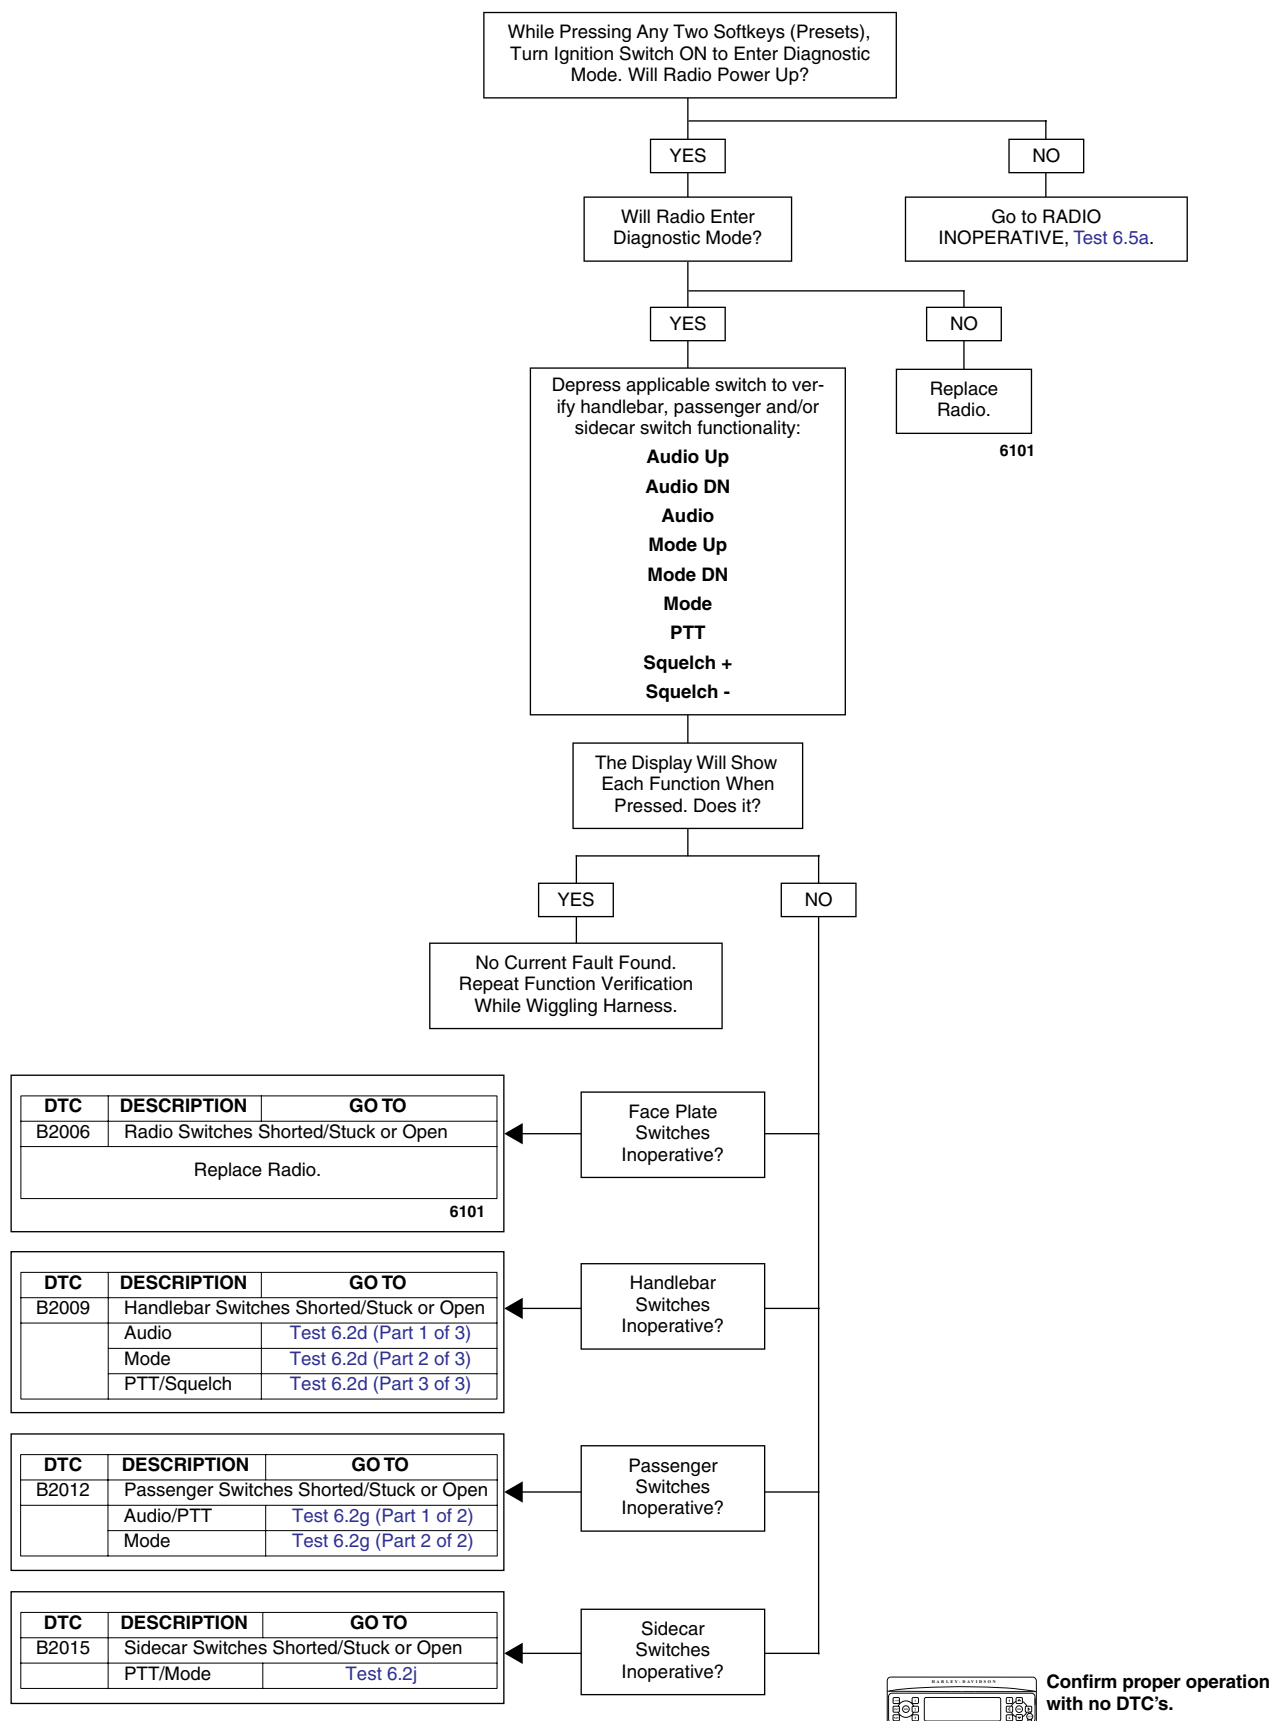 While Pressing Any Two Softkeys (Presets),
Turn Ignition Switch ON to Enter Diagnostic
Mode. Will Radio Power Up?
YES
NO
Will Radio Enter
Diagnostic Mode?
Go to RADIO
INOPERATIVE, Test 6.5a.
YES
NO
Depress applicable switch to ver-
ify handlebar, passenger and/or
sidecar switch functionality:
Audio Up
Audio DN
Audio
Mode Up
Mode DN
Mode
PTT
Squelch +
Squelch -
Replace
Radio.
6101
The Display Will Show
Each Function When
Pressed. Does it?
YES
NO
No Current Fault Found.
Repeat Function Verification
While Wiggling Harness.
DTC DESCRIPTION GO TO
B2006 Radio Switches Shorted/Stuck or Open
Replace Radio.
6101
Face Plate
Switches
Inoperative?
DTC DESCRIPTION GO TO
B2009 Handlebar Switches Shorted/Stuck or Open
Audio Test 6.2d (Part 1 of 3)
Mode Test 6.2d (Part 2 of 3)
PTT/Squelch Test 6.2d (Part 3 of 3)
Handlebar
Switches
Inoperative?
DTC DESCRIPTION GO TO
B2012 Passenger Switches Shorted/Stuck or Open
Audio/PTT Test 6.2g (Part 1 of 2)
Mode Test 6.2g (Part 2 of 2)
Passenger
Switches
Inoperative?
DTC DESCRIPTION GO TO
B2015 Sidecar Switches Shorted/Stuck or Open
PTT/Mode Test 6.2j
Sidecar
Switches
Inoperative?
HARLEY-DAVIDSON
Confirm proper operation
with no DTC's.